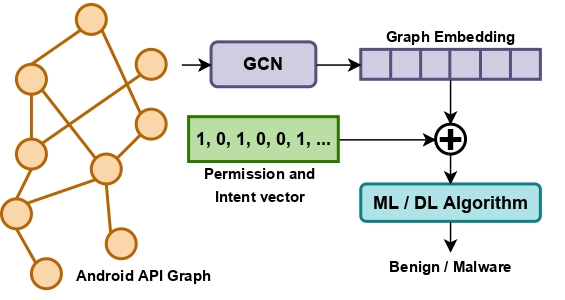 Graph Embedding
GCN
1, 0, 1, 0, 0, 1, ...
Permission and
Intent vector
ML / DL Algorithm
Benign / Malware
Android API Graph